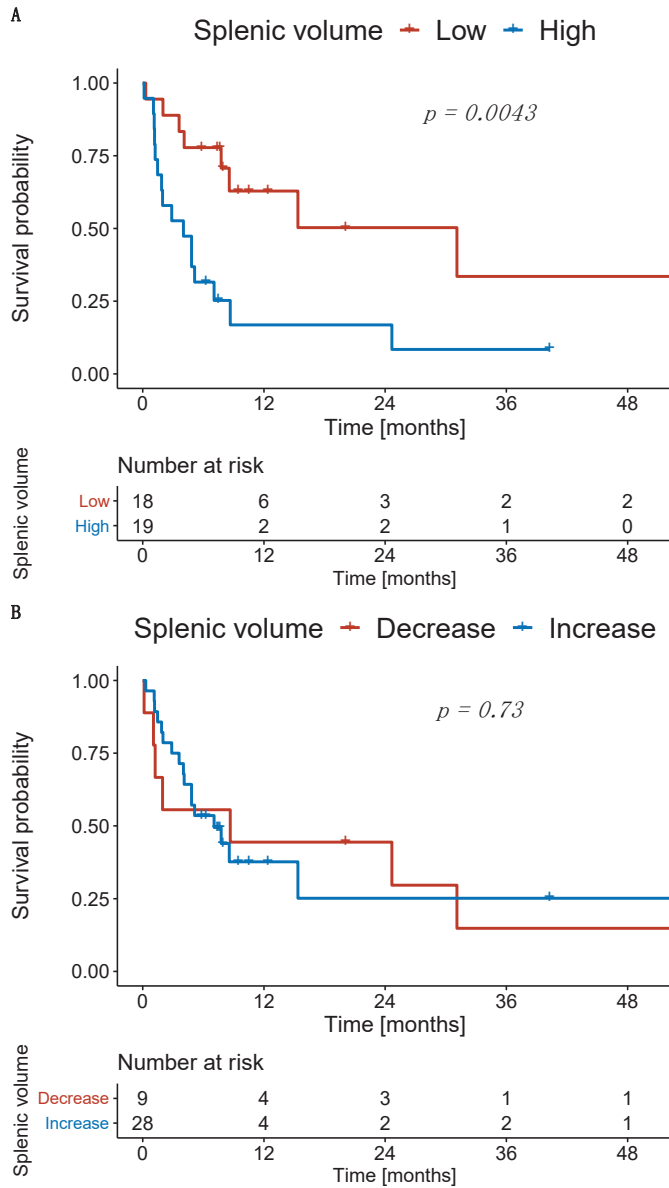 A
Splenic volume Low High
1.00
p = 0.0043
0.75
0.50
0.25
0.00
Survival probability
0 12 24 36 48
Time [months]
Number at risk
Splenic volume
Low 18 6 3 2 2
High 19 2 2 1 0
0 12 24 36 48
Time [months]
B
Splenic volume Decrease Increase
1.00
p = 0.73
0.75
0.50
0.25
0.00
Survival probability
0 12 24 36 48
Time [months]
Number at risk
Splenic volume
Decrease 9 4 3 1 1
Increase 28 4 2 2 1
0 12 24 36 48
Time [months]